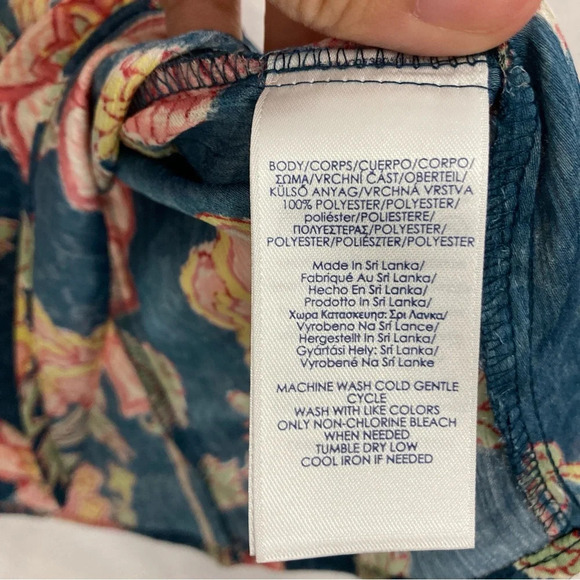 BODY/CORPS/CUERPO/CORPO/
ΣΩΜΑ/VRCHNÍ ČÁST/OBERTEIL/
KÜLSŐ ANYAG/VRCHNÁ VRSTVA
100% POLYESTER/POLYESTER/
poliéster/POLIESTERE/
ΠΟΛΥΕΣΤΕΡΑΣ/POLYESTER/
POLYESTER/POLIÉSZTER/POLYESTER
Made In Sri Lanka/
Fabriqué Au Sri Lanka/
Hecho En Sri Lanka/
Prodotto In Sri Lanka/
Χωρα Κατασκευησ: Σρι Λανκα/
Vyrobeno Na Srí Lance/
Hergestellt In Sri Lanka/
Gyártási Hely: Srí Lanka/
Vyrobené Na Srí Lanke
MACHINE WASH COLD GENTLE
CYCLE
WASH WITH LIKE COLORS
ONLY NON-CHLORINE BLEACH
WHEN NEEDED
TUMBLE DRY LOW
COOL IRON IF NEEDED